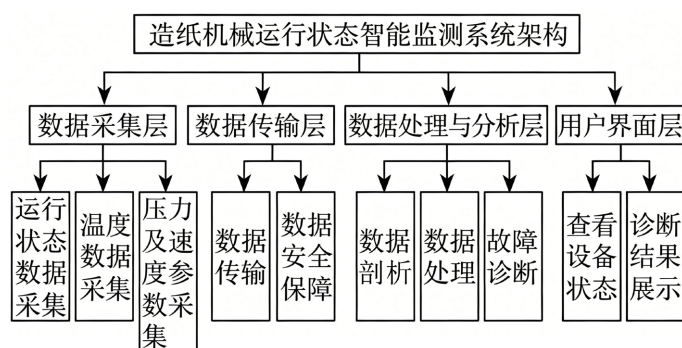 造纸机械运行状态智能监测系统架构
数据采集层
数据传输层
数据处理与分析层
用户界面层
运行
状态
数据
采集
温度
数据
采集
压力
及速
度参
数采
集
数据
传输
数据
安全
保障
数据
剖析
数据
处理
故障
诊断
查看
设备
状态
诊断
结果
展示